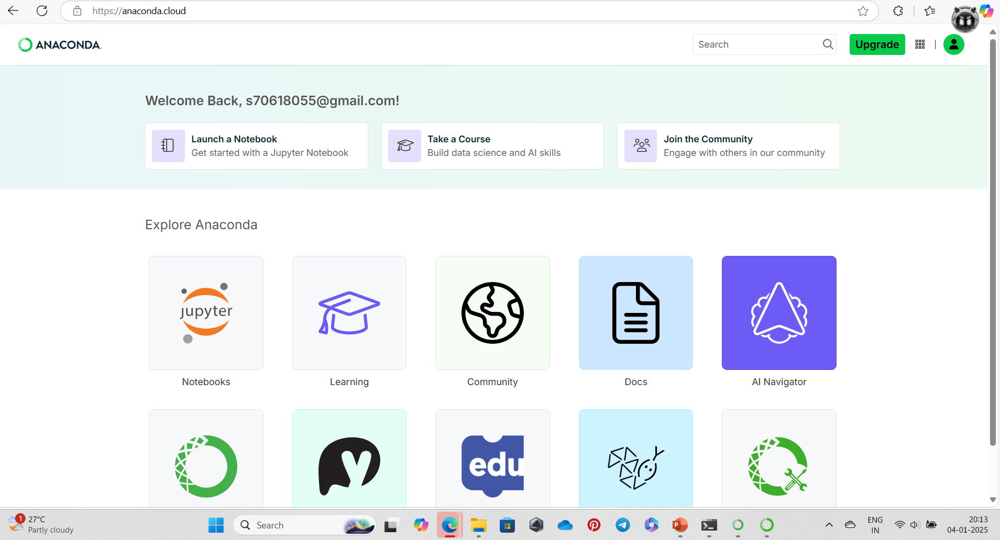 https://anaconda.cloud
ANACONDA.
Search
Upgrade
Welcome Back, s70618055@gmail.com!
Launch a Notebook
Get started with a Jupyter Notebook
Take a Course
Build data science and AI skills
Join the Community
Engage with others in our community
Explore Anaconda
jupyter
Notebooks
Learning
Community
Docs
AI Navigator
edu
1
27°C
Partly cloudy
Search
P
ENG
IN
20:13
04-01-2025